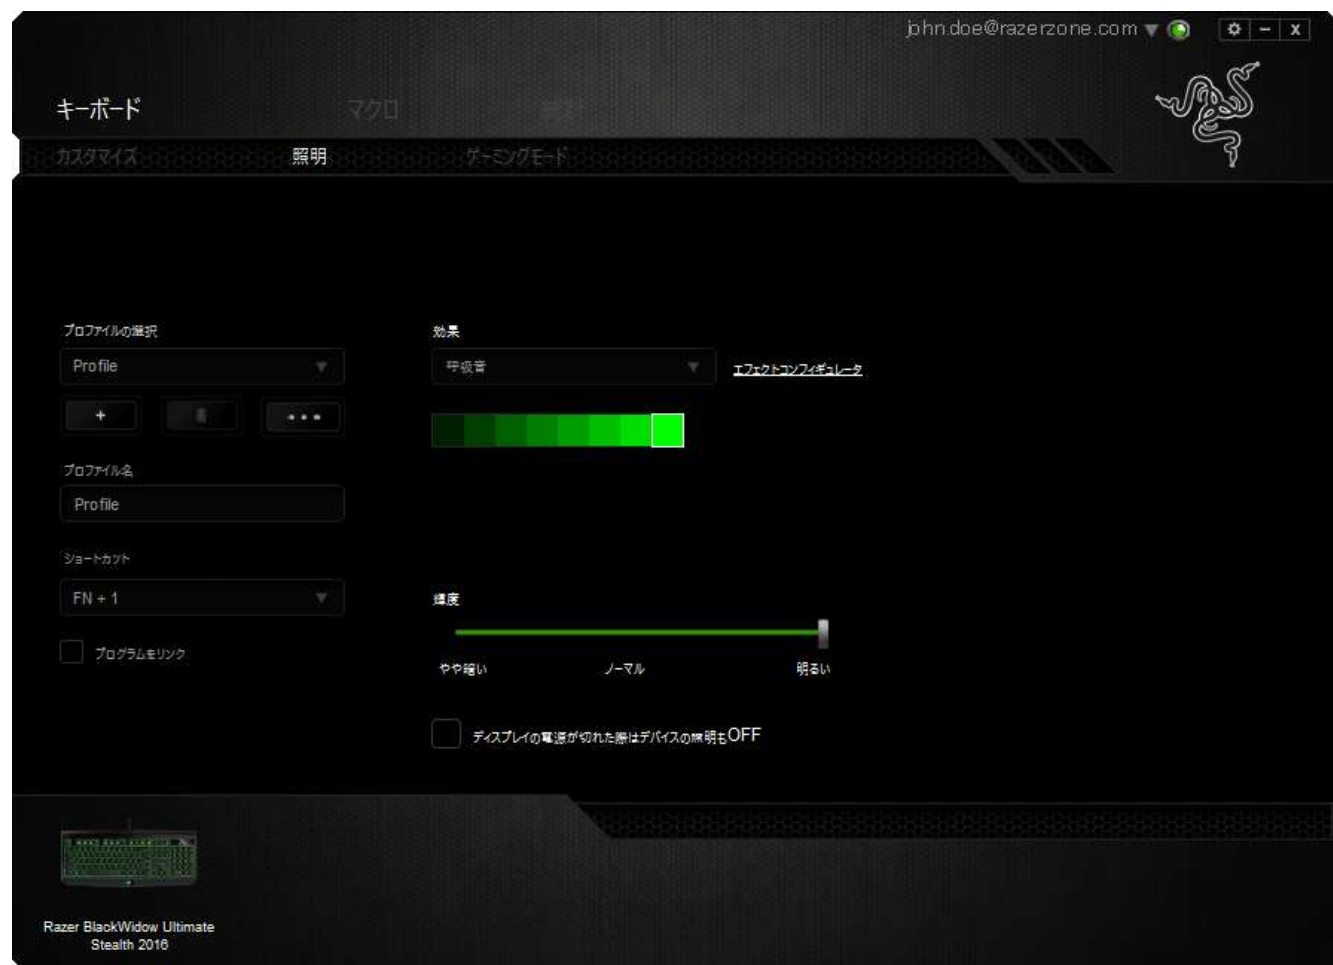 john.doe@razerzone.com
キーボード マクロ
カスタマイズ 照明 ゲーミングモード
プロファイルの選択
Profile
プロファイル名
Profile
ショートカット
FN + 1
プログラムをリンク
効果
呼吸音
エフェクトコンフィギュレータ
輝度
やや暗い ノーマル 明るい
ディスプレイの電源が切れた際はデバイスの照明もOFF
Razer BlackWidow Ultimate
Stealth 2016